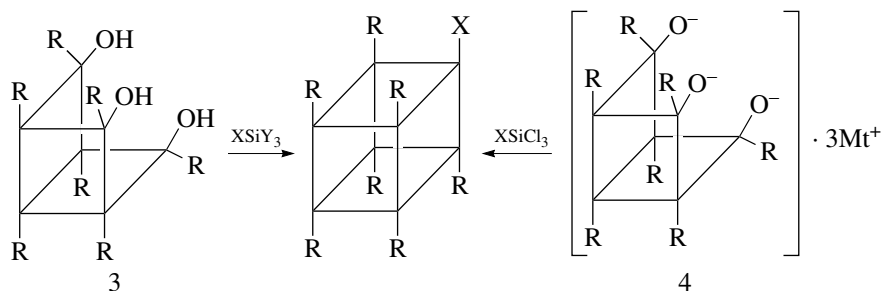 R OH R X R O⁻
R R OH R R R R O⁻
OH O⁻
XSiY₃ XSiCl₃ · 3Mt⁺
R R R R R R
R R R R R R
3 4